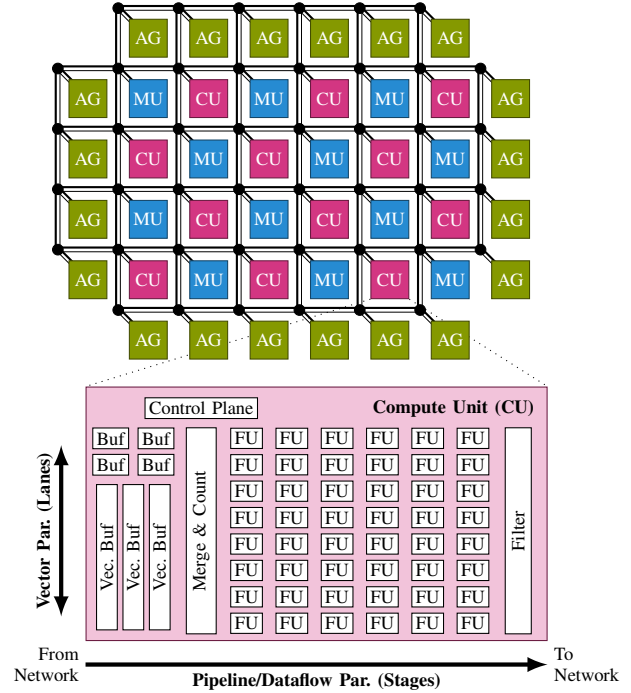 AG AG AG AG AG AG
AG MU CU MU CU MU CU AG
AG CU MU CU MU CU MU AG
AG MU CU MU CU MU CU AG
AG CU MU CU MU CU MU AG
AG AG AG AG AG AG
Control Plane Compute Unit (CU)
Buf Buf
Buf Buf
Vec. Buf Vec. Buf Vec. Buf
Merge & Count
FU FU FU FU FU FU
FU FU FU FU FU FU
FU FU FU FU FU FU
FU FU FU FU FU FU
FU FU FU FU FU FU
FU FU FU FU FU FU
FU FU FU FU FU FU
FU FU FU FU FU FU
Filter
Vector Par. (Lanes)
From
Network
Pipeline/Dataflow Par. (Stages)
To
Network